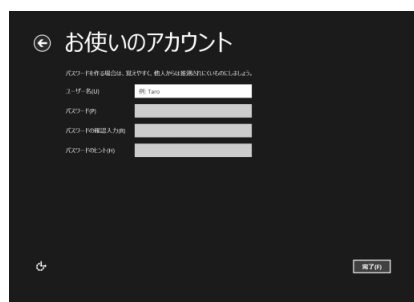 お使いのアカウント
パスワードを作る場合は、覚えやすく、他人からは推測されにくいものにしましょう。
ユーザー名(U)
例: Taro
パスワード(P)
パスワードの確認入力(R)
パスワードのヒント(H)
完了(F)